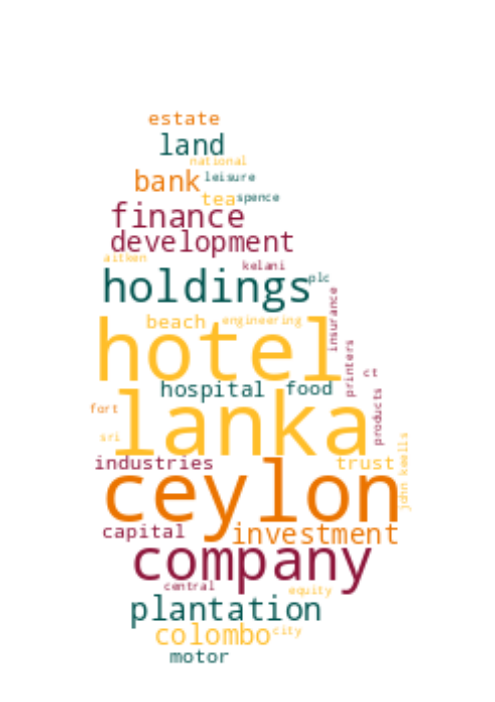 estate
land
national
bank leisure
tea spence
finance
development
aitken
kelani
holdings plc
insurance
beach engineering
hotel
printers
ct
hospital food
products
fort
lanka
sri
john keells
industries trust
ceylon
capital investment
company
central equity
plantation
colombo city
motor